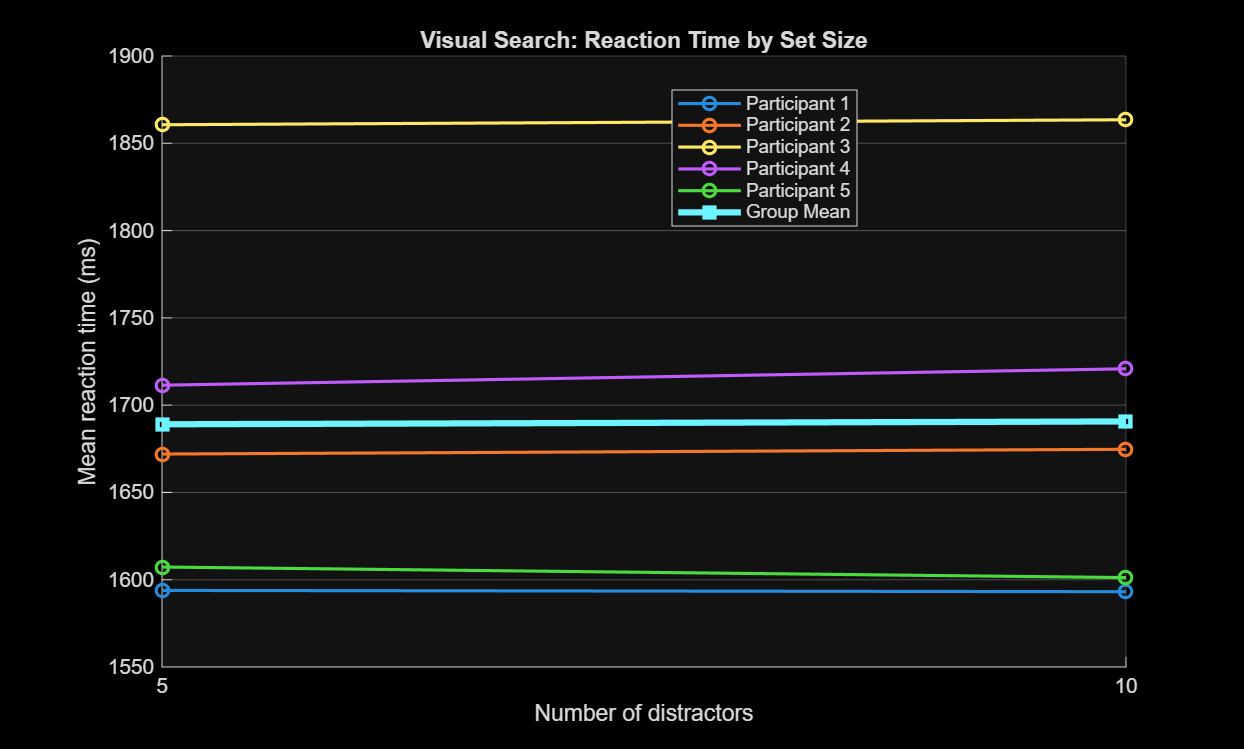 Visual Search: Reaction Time by Set Size
1900
1850
1800
1750
1700
1650
1600
1550
Mean reaction time (ms)
Participant 1
Participant 2
Participant 3
Participant 4
Participant 5
Group Mean
5
10
Number of distractors